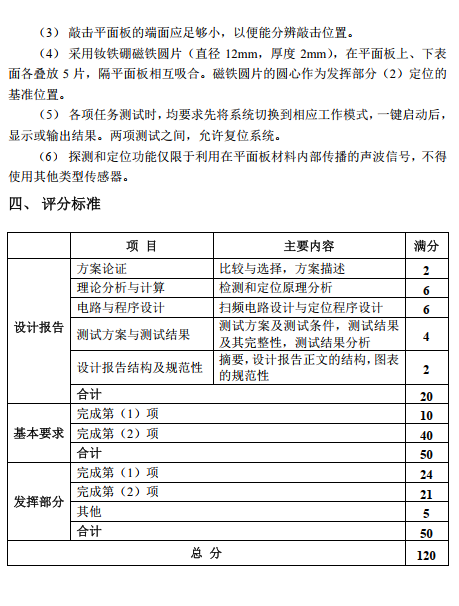 （3） 敲击平面板的端面应足够小，以便能分辨敲击位置。
（4） 采用钕铁硼磁铁圆片（直径 12mm，厚度 2mm），在平面板上、下表
面各叠放 5 片，隔平面板相互吸合。磁铁圆片的圆心作为发挥部分（2）定位的
基准位置。
（5） 各项任务测试时，均要求先将系统切换到相应工作模式，一键启动后，
显示或输出结果。两项测试之间，允许复位系统。
（6） 探测和定位功能仅限于利用在平面板材料内部传播的声波信号，不得
使用其他类型传感器。
四、 评分标准
项 目 主要内容 满分
设计报告
方案论证 比较与选择，方案描述 2
理论分析与计算 检测和定位原理分析 6
电路与程序设计 扫频电路设计与定位程序设计 6
测试方案与测试结果 测试方案及测试条件，测试结果
及其完整性，测试结果分析 4
设计报告结构及规范性 摘要，设计报告正文的结构，图表
的规范性 2
合计 20
基本要求
完成第（1）项 10
完成第（2）项 40
合计 50
发挥部分
完成第（1）项 24
完成第（2）项 21
其他 5
合计 50
总 分 120